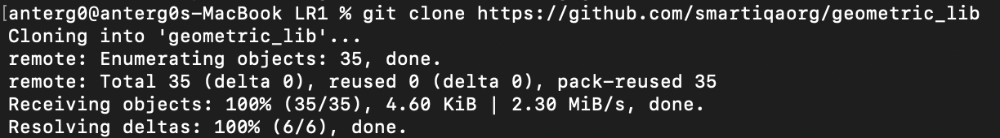 [anterg0@anterg0s-MacBook LR1 % git clone https://github.com/smartiqaorg/geometric_lib
Cloning into 'geometric_lib'...
remote: Enumerating objects: 35, done.
remote: Total 35 (delta 0), reused 0 (delta 0), pack-reused 35
Receiving objects: 100% (35/35), 4.60 KiB | 2.30 MiB/s, done.
Resolving deltas: 100% (6/6), done.